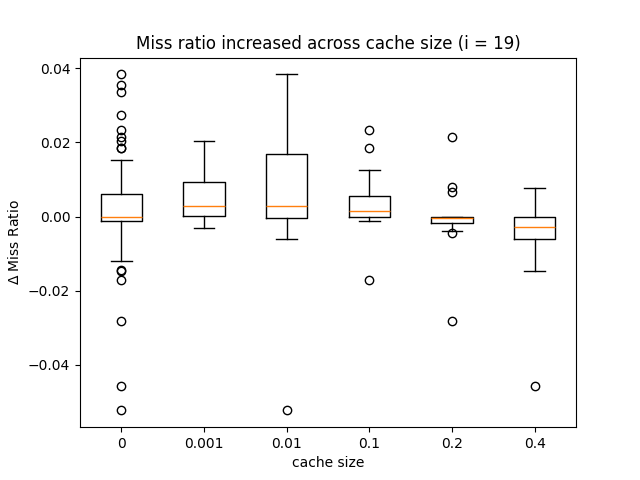 Miss ratio increased across cache size (i = 19)
Δ Miss Ratio
0.04
0.02
0.00
−0.02
−0.04
0 0.001 0.01 0.1 0.2 0.4
cache size